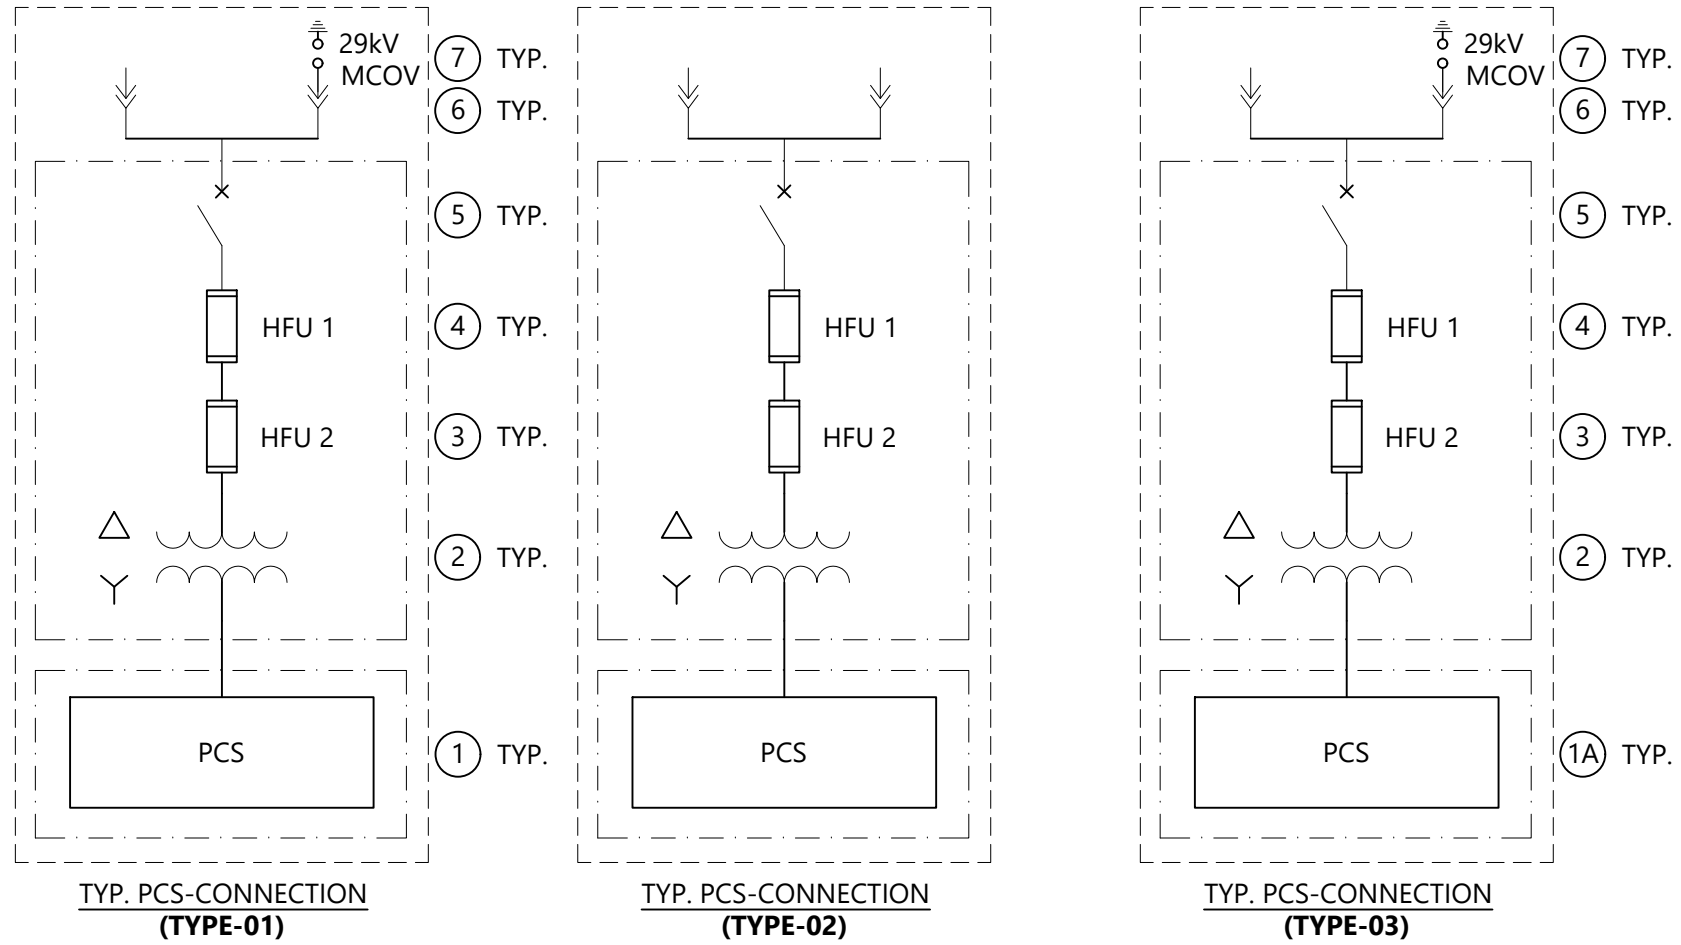 29kV
MCOV
7 TYP.
6 TYP.
5 TYP.
HFU 1
4 TYP.
HFU 2
3 TYP.
2 TYP.
PCS
1 TYP.
TYP. PCS-CONNECTION
(TYPE-01)
HFU 1
HFU 2
PCS
TYP. PCS-CONNECTION
(TYPE-02)
29kV
MCOV
7 TYP.
6 TYP.
5 TYP.
HFU 1
4 TYP.
HFU 2
3 TYP.
2 TYP.
PCS
1A TYP.
TYP. PCS-CONNECTION
(TYPE-03)